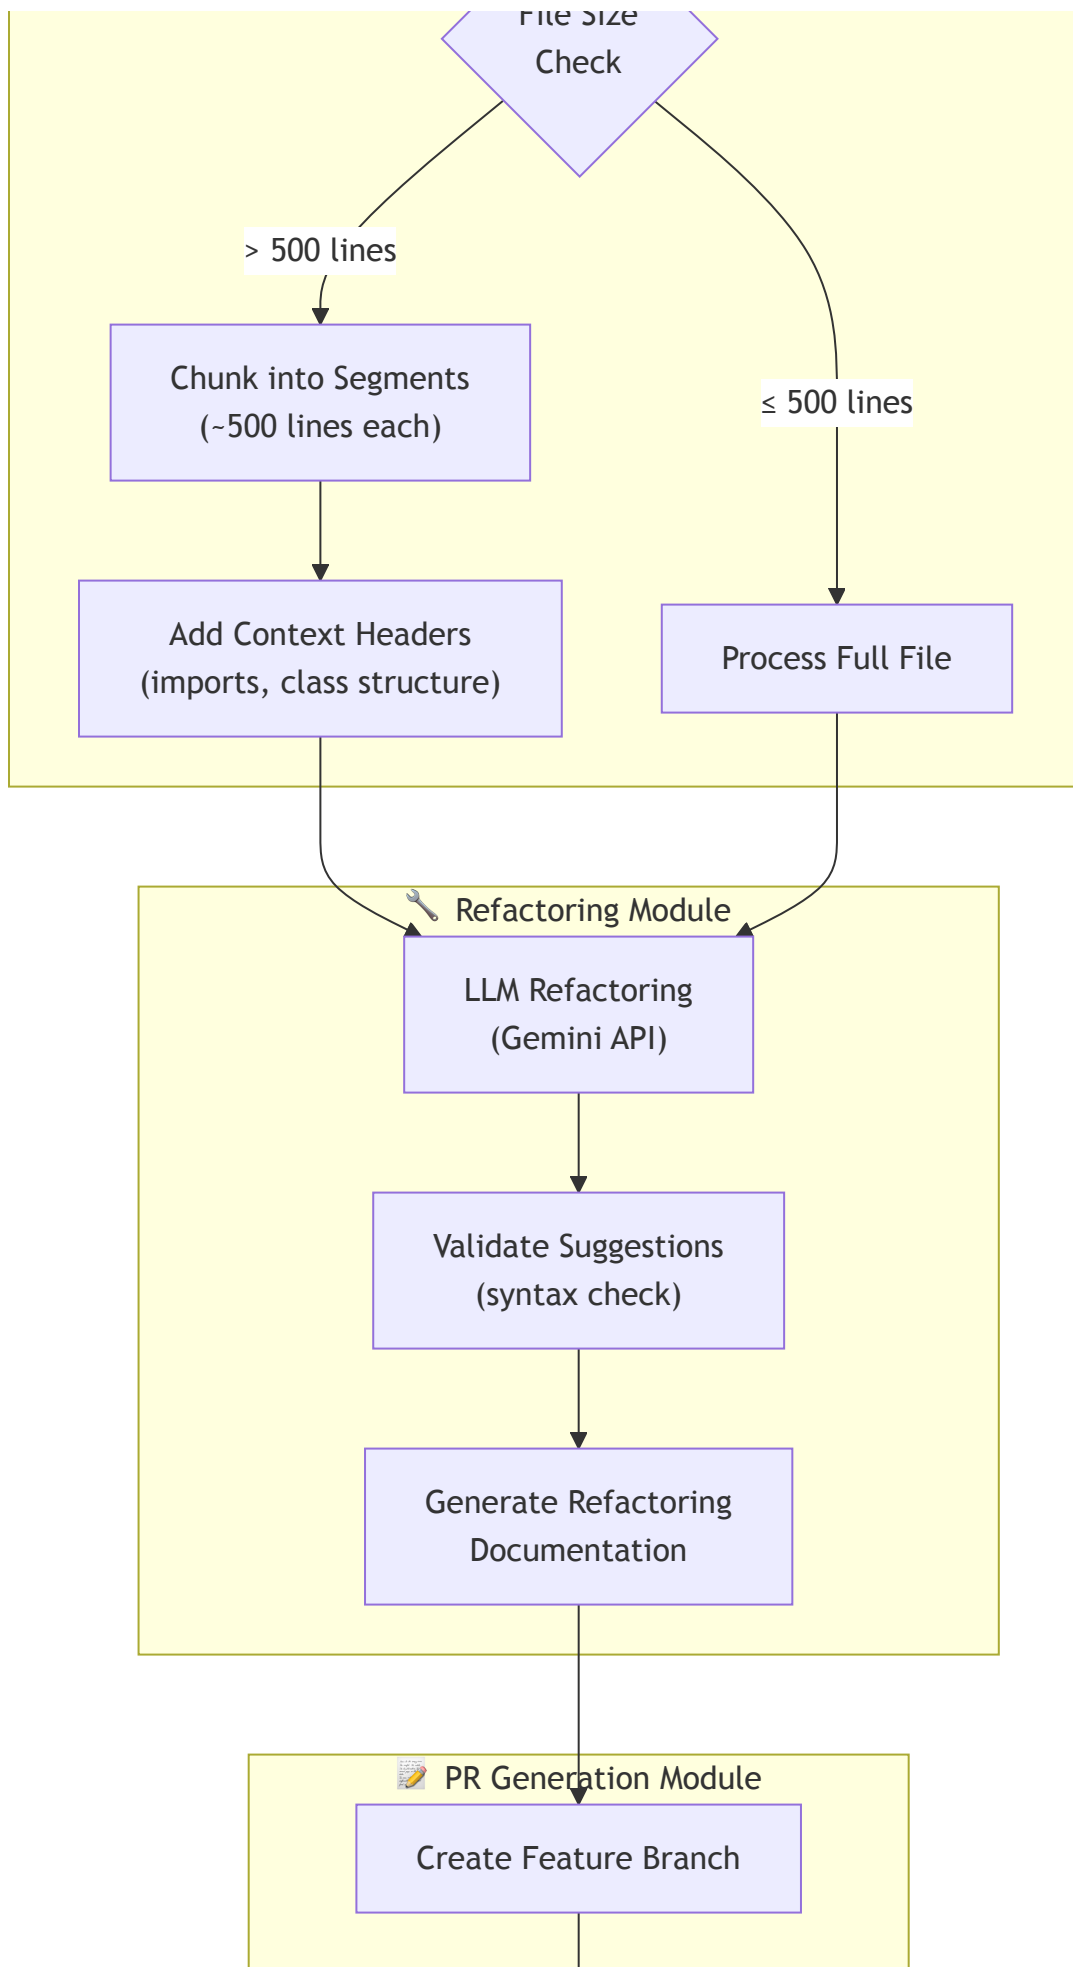 File Size
Check
> 500 lines
Chunk into Segments
(~500 lines each)
≤ 500 lines
Add Context Headers
(imports, class structure)
Process Full File
Refactoring Module
LLM Refactoring
(Gemini API)
Validate Suggestions
(syntax check)
Generate Refactoring
Documentation
PR Generation Module
Create Feature Branch